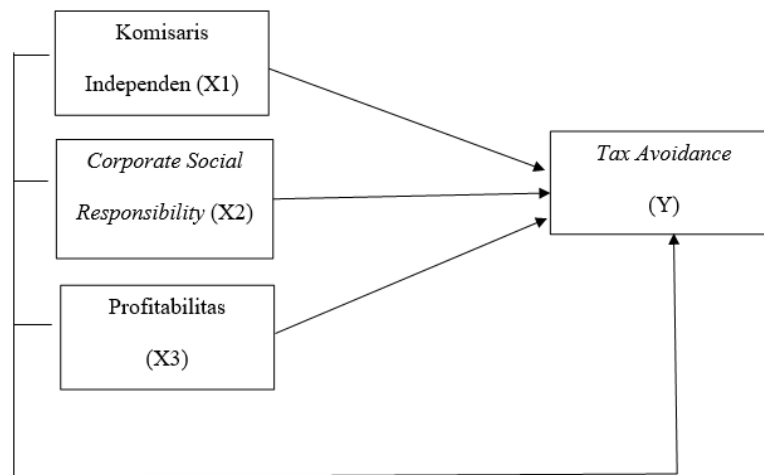 Komisaris
Independen (X1)
Corporate Social
Responsibility (X2)
Profitabilitas
(X3)
Tax Avoidance
(Y)